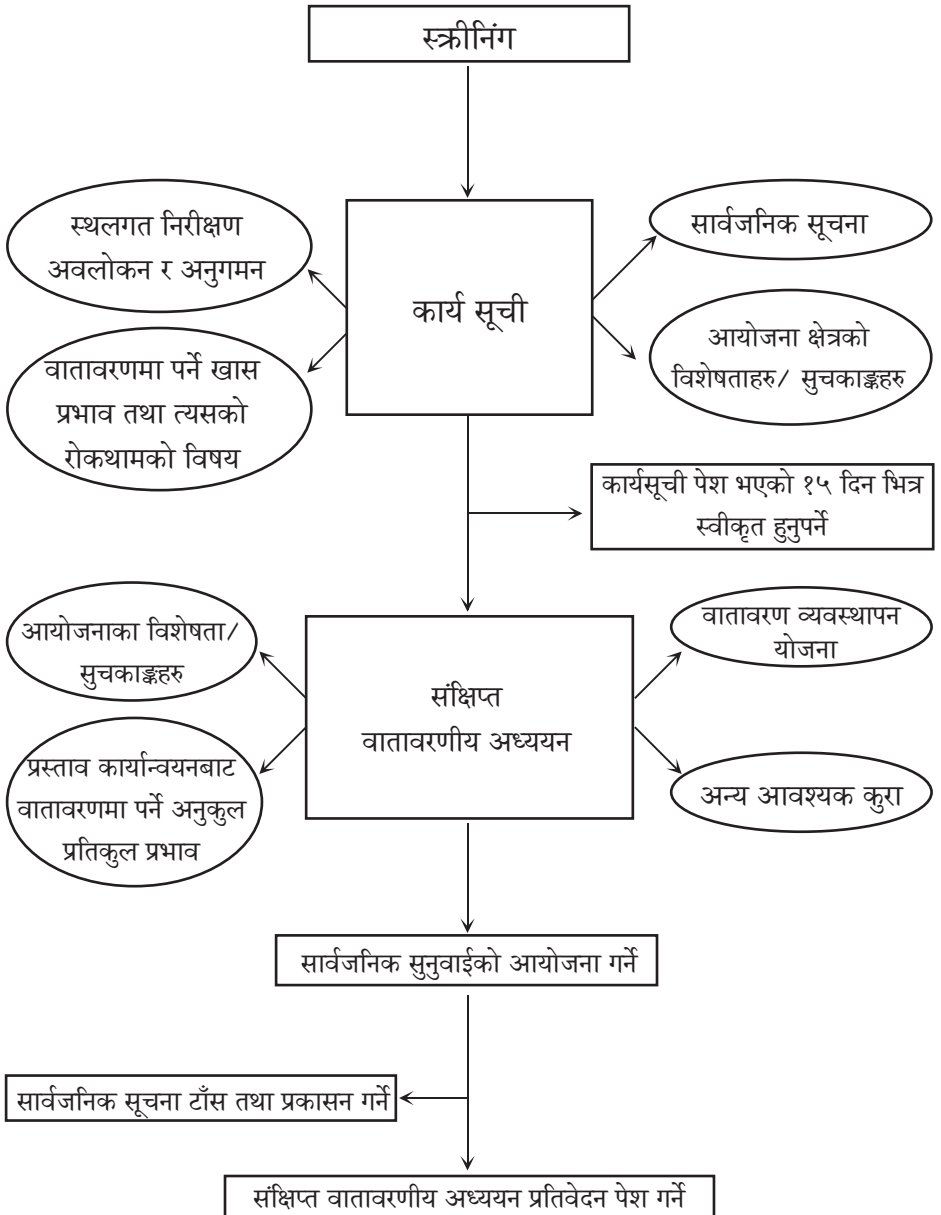 स्क्रीनिंग
स्थलगत निरीक्षण
अवलोकन र अनुगमन
सार्वजनिक सूचना
कार्य सूची
वातावरणमा पर्ने खास
प्रभाव तथा त्यसको
रोकथामको विषय
आयोजना क्षेत्रको
विशेषताहरु/ सुचकाङ्कहरु
कार्यसूची पेश भएको १५ दिन भित्र
स्वीकृत हुनुपर्ने
आयोजनाका विशेषता/
सुचकाङ्कहरु
वातावरण व्यवस्थापन
योजना
संक्षिप्त
वातावरणीय अध्ययन
प्रस्ताव कार्यान्वयनबाट
वातावरणमा पर्ने अनुकुल
प्रतिकुल प्रभाव
अन्य आवश्यक कुरा
सार्वजनिक सुनुवाईको आयोजना गर्ने
सार्वजनिक सूचना टाँस तथा प्रकासन गर्ने
संक्षिप्त वातावरणीय अध्ययन प्रतिवेदन पेश गर्ने